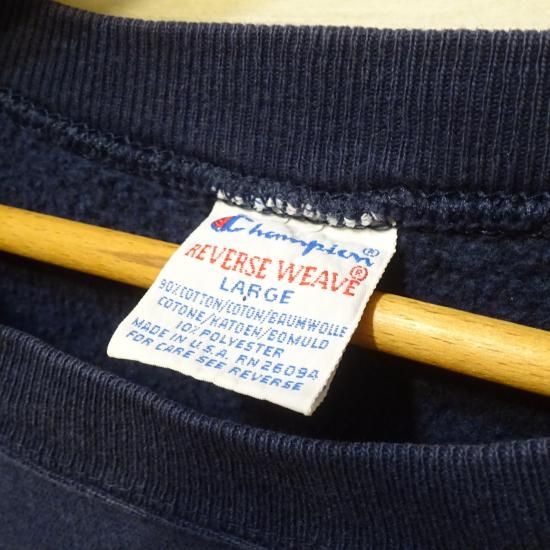 Champion®
REVERSE WEAVE®
LARGE
90% COTTON/COTON/BAUMWOLLE
COTONE/KATOEN/BOMULD
10% POLYESTER
MADE IN U.S.A. RN 26094
FOR CARE SEE REVERSE